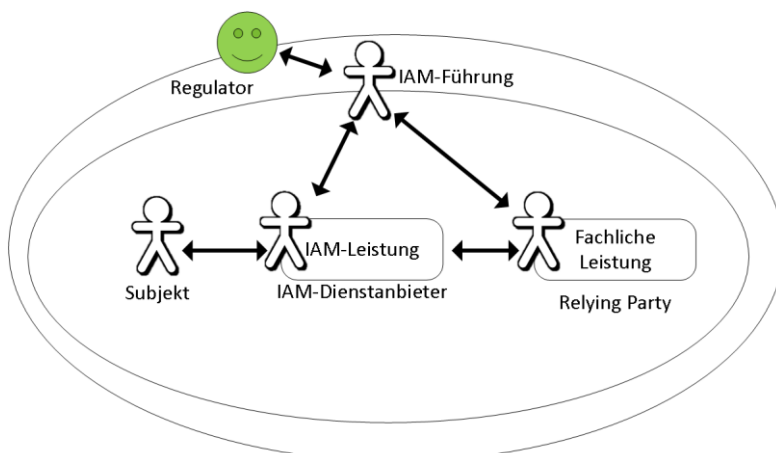 Regulator
IAM-Führung
IAM-Leistung
Fachliche
Leistung
Subjekt
IAM-Dienstanbieter
Relying Party